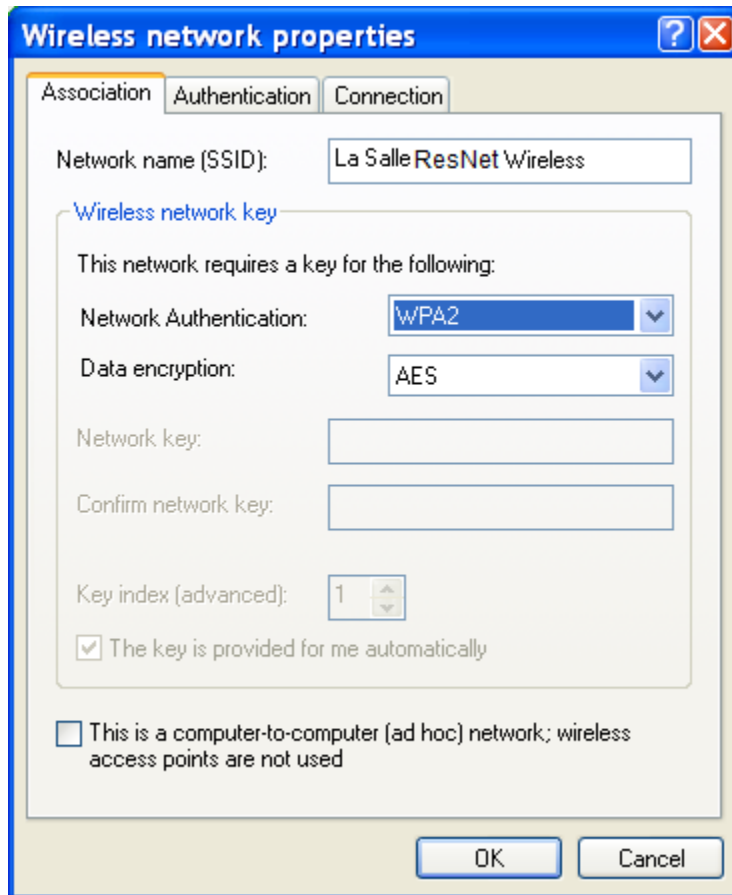 Wireless network properties
Association Authentication Connection
Network name (SSID): La Salle ResNet Wireless
Wireless network key
This network requires a key for the following:
Network Authentication: WPA2
Data encryption: AES
Network key:
Confirm network key:
Key index (advanced): 1
The key is provided for me automatically
This is a computer-to-computer (ad hoc) network; wireless
access points are not used
OK Cancel